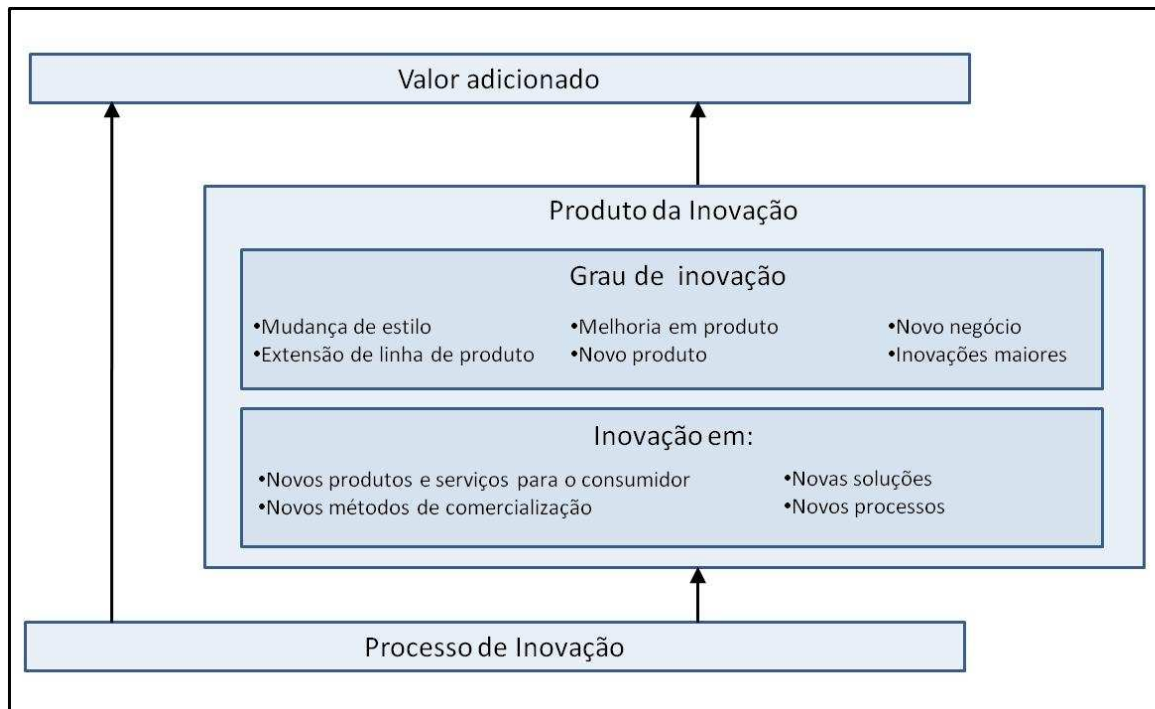 Valor adicionado
Produto da Inovação
Grau de inovação
•Mudança de estilo
•Extensão de linha de produto
•Melhoria em produto
•Novo produto
•Novo negócio
•Inovações maiores
Inovação em:
•Novos produtos e serviços para o consumidor
•Novos métodos de comercialização
•Novas soluções
•Novos processos
Processo de Inovação